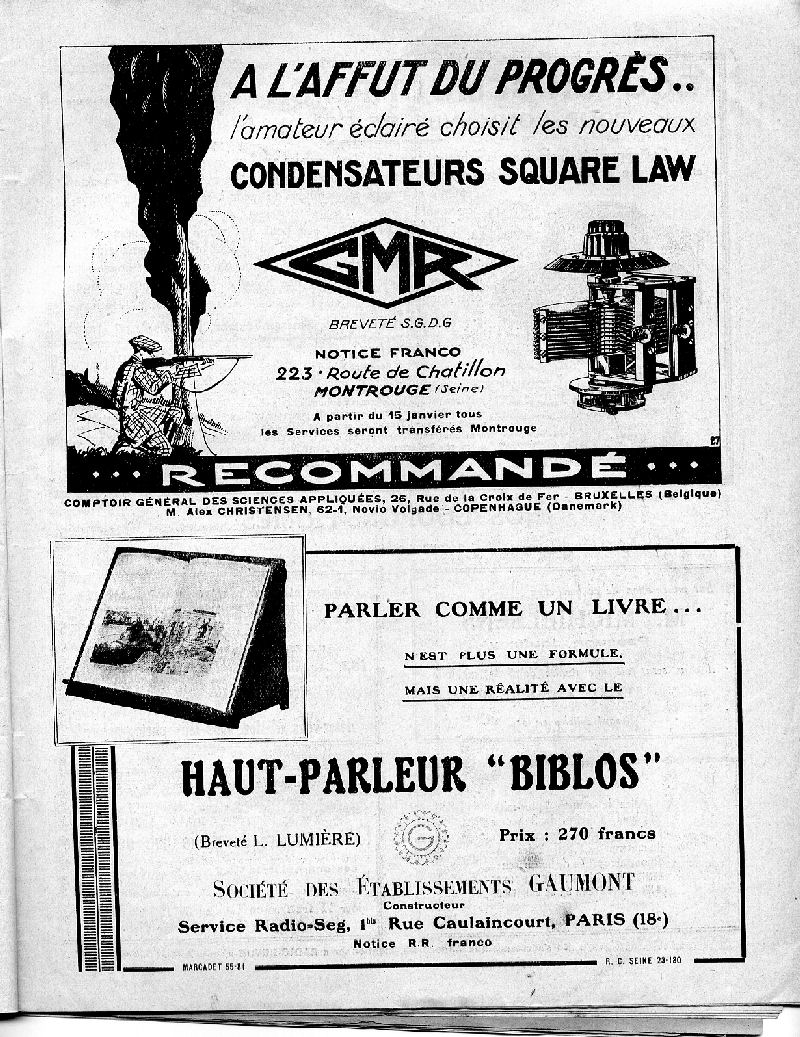 A L'AFFUT DU PROGRÈS..
l'amateur éclairé choisit les nouveaux
CONDENSATEURS SQUARE LAW
GMR
BREVETÉ S.G.D.G
NOTICE FRANCO
223 · Route de Chatillon
MONTROUGE (Seine)
A partir du 15 janvier tous
les Services seront transférés Montrouge
... RECOMMANDÉ ...
COMPTOIR GÉNÉRAL DES SCIENCES APPLIQUÉES, 26, Rue de la Croix de Fer - BRUXELLES (Belgique)
M. Alex CHRISTENSEN, 62-1, Novio Volgade - COPENHAGUE (Danemark)
PARLER COMME UN LIVRE...
N'EST PLUS UNE FORMULE,
MAIS UNE RÉALITÉ AVEC LE
HAUT-PARLEUR "BIBLOS"
(Breveté L. LUMIÈRE)
G
Prix : 270 francs
SOCIÉTÉ DES ÉTABLISSEMENTS GAUMONT
Constructeur
Service Radio-Seg, 1bis Rue Caulaincourt, PARIS (18e)
Notice R.R. franco
MARCADET 55-81
R. C. SEINE 23-180